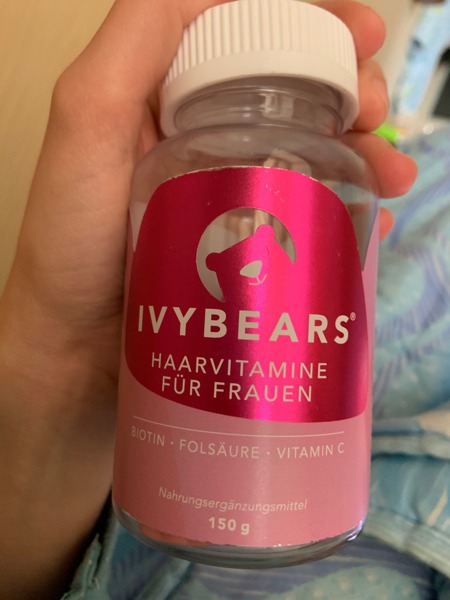 IVYBEARS®
HAARVITAMINE
FÜR FRAUEN
BIOTIN · FOLSÄURE · VITAMIN C
Nahrungsergänzungsmittel
150 g